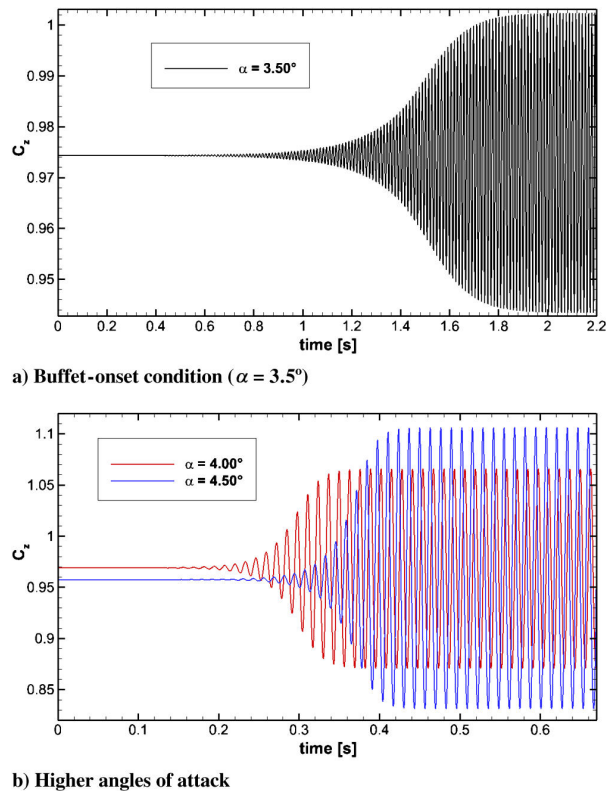 1
0.99
0.98
0.97
0.96
0.95
C_z
α = 3.50°
0 0.2 0.4 0.6 0.8 1 1.2 1.4 1.6 1.8 2 2.2
time [s]
a) Buffet-onset condition (α = 3.5º)
1.1
1.05
1
0.95
0.9
0.85
C_z
α = 4.00°
α = 4.50°
0 0.1 0.2 0.3 0.4 0.5 0.6
time [s]
b) Higher angles of attack